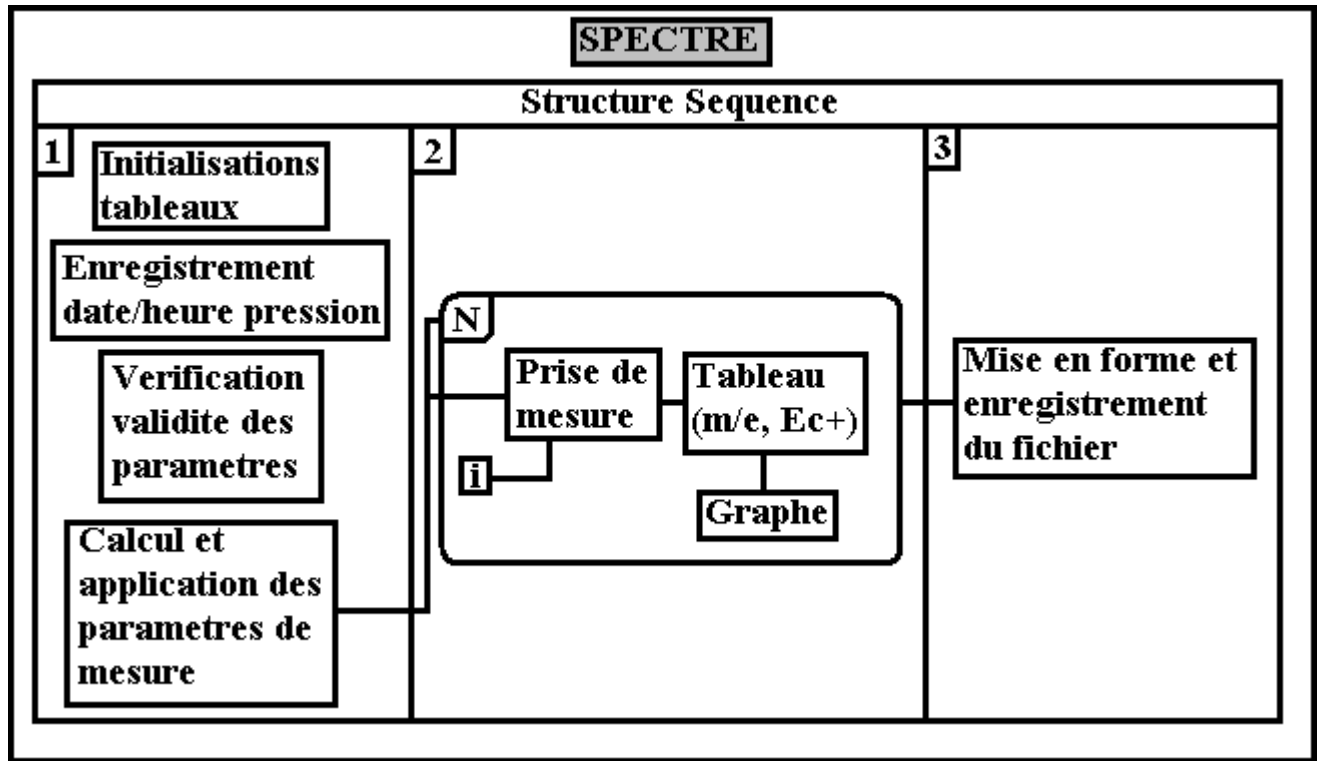 SPECTRE
Structure Sequence
1
Initialisations
tableaux
Enregistrement
date/heure pression
Verification
validite des
parametres
Calcul et
application des
parametres de
mesure
2
N
Prise de
mesure
i
Tableau
(m/e, Ec+)
Graphe
3
Mise en forme et
enregistrement
du fichier